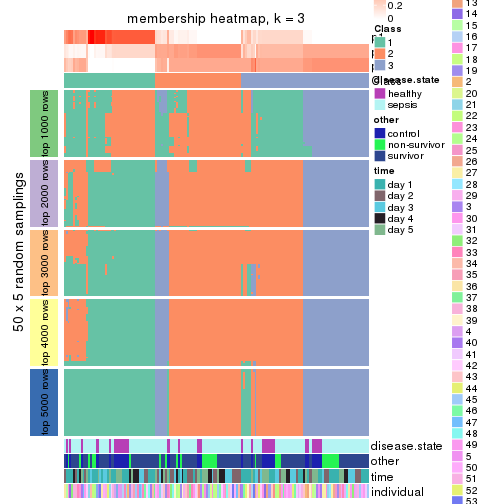 membership heatmap, k = 3
0.2
0
Class
1
2
3
disease.state
healthy
sepsis
other
control
non-survivor
survivor
time
day 1
day 2
day 3
day 4
day 5
50 x 5 random samplings
top 1000 rows
top 2000 rows
top 3000 rows
top 4000 rows
top 5000 rows
disease.state
other
time
individual
13
14
15
16
17
18
19
2
20
21
22
23
24
25
26
27
28
29
3
30
31
32
33
34
35
36
37
38
39
4
40
41
42
43
44
45
46
47
48
49
5
50
51
52
53